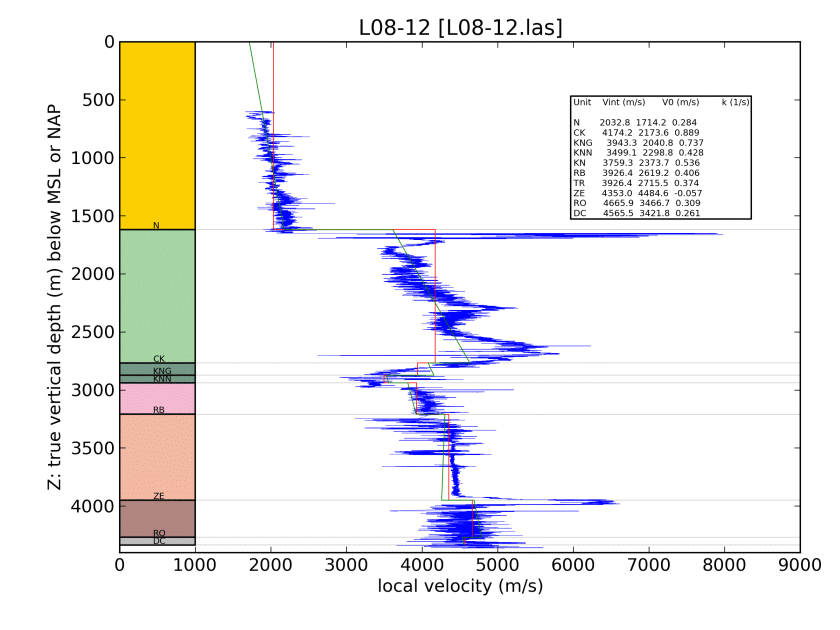 L08-12 [L08-12.las]
Z: true vertical depth (m) below MSL or NAP
0
500
1000
1500
2000
2500
3000
3500
4000
N
CK
KNG
KNN
RB
ZE
RO
DC
Unit Vint (m/s) V0 (m/s) k (1/s)
N 2032.8 1714.2 0.284
CK 4174.2 2173.6 0.889
KNG 3943.3 2040.8 0.737
KNN 3499.1 2298.8 0.428
KN 3759.3 2373.7 0.536
RB 3926.4 2619.2 0.406
TR 3926.4 2715.5 0.374
ZE 4353.0 4484.6 -0.057
RO 4665.9 3466.7 0.309
DC 4565.5 3421.8 0.261
0 1000 2000 3000 4000 5000 6000 7000 8000 9000
local velocity (m/s)